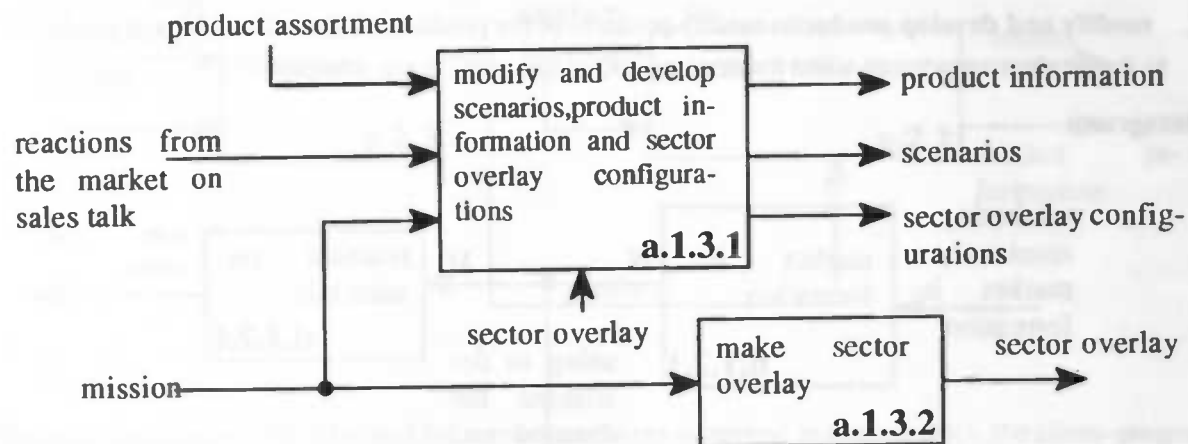 product assortment
modify and develop
scenarios,product in-
formation and sector
overlay configura-
tions
a.1.3.1
reactions from
the market on
sales talk
product information
scenarios
sector overlay config-
urations
sector overlay
mission
make sector
overlay
a.1.3.2
sector overlay